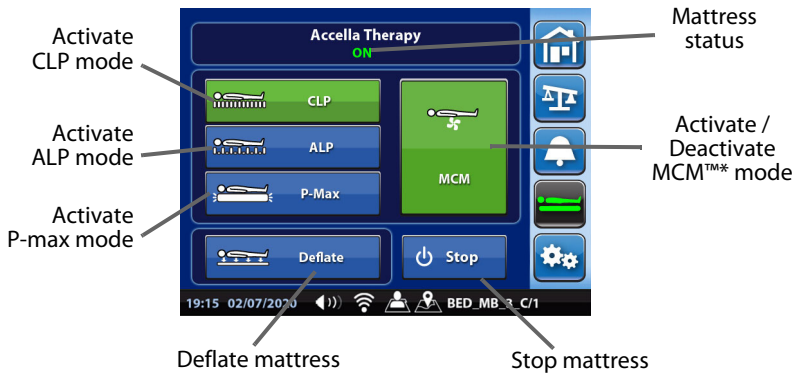 Activate
CLP mode
Activate
ALP mode
Activate
P-max mode
Accella Therapy
ON
CLP
ALP
P-Max
MCM
Deflate
Stop
19:15 02/07/2020
BED_MB_3_C/1
Mattress
status
Activate /
Deactivate
MCM™* mode
Deflate mattress
Stop mattress